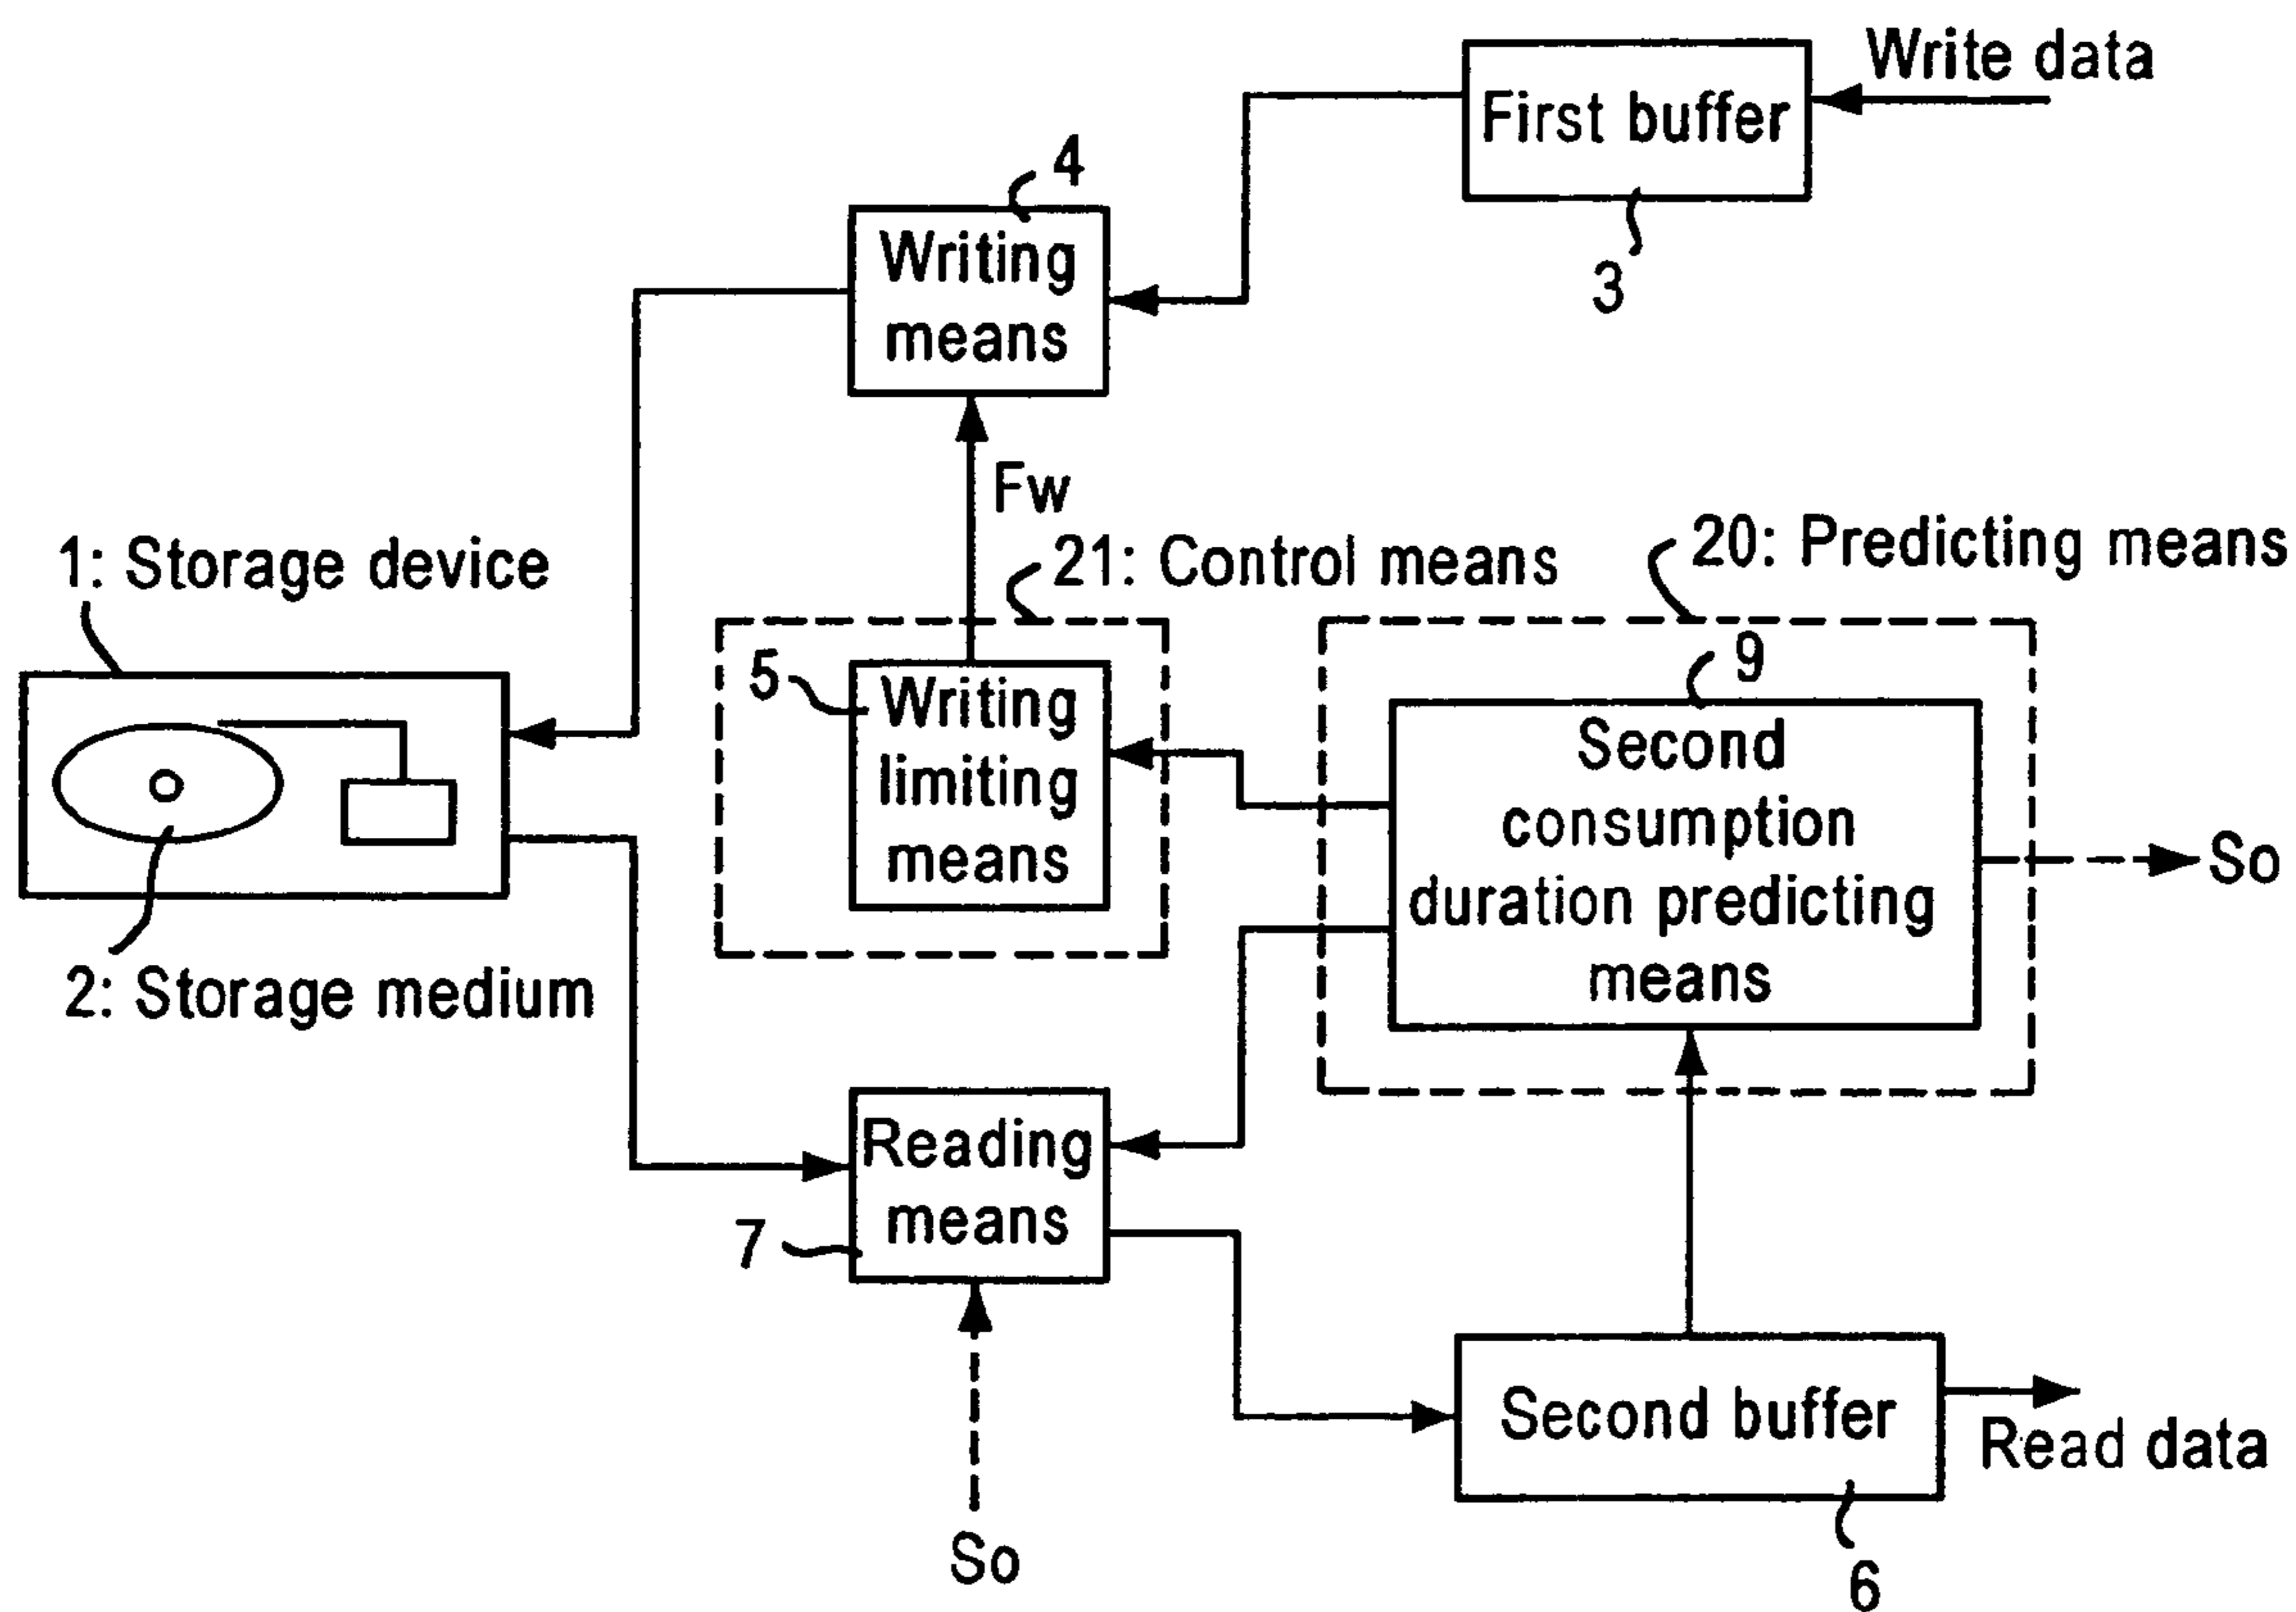 Write data
First buffer
3
4
Writing
means
Fw
1: Storage device
21: Control means
20: Predicting means
5
Writing
limiting
means
9
Second
consumption
duration predicting
means
So
2: Storage medium
Reading
means
7
So
Second buffer
Read data
6